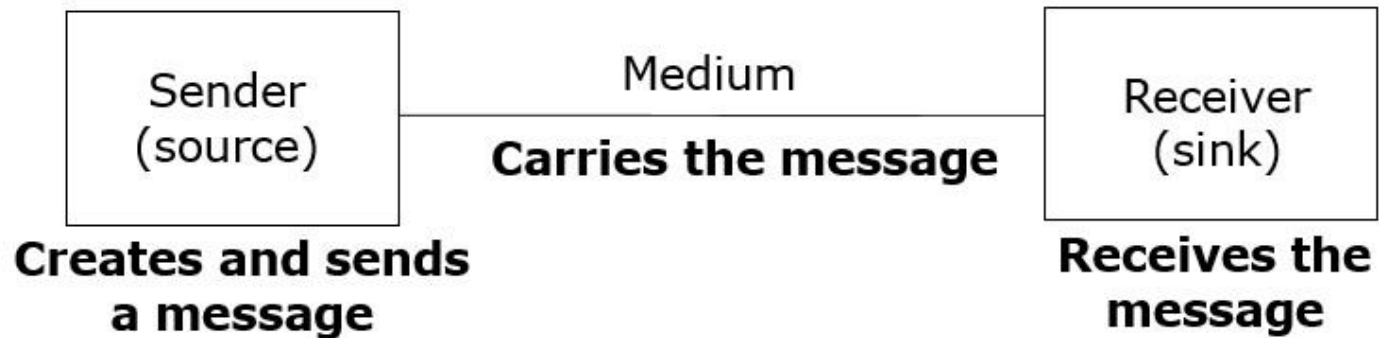 Sender
(source)
Medium
Receiver
(sink)
Carries the message
Creates and sends
a message
Receives the
message